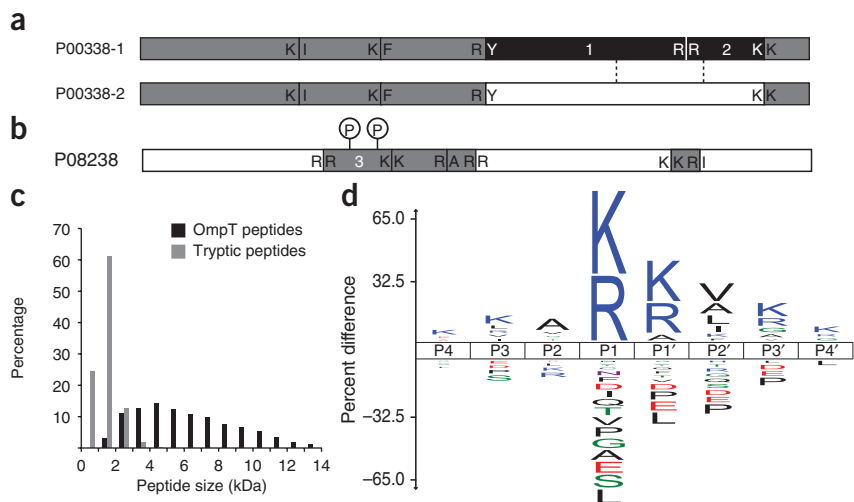 a
P00338-1 K I K F R Y 1 R R 2 K K
P00338-2 K I K F R Y K K
b
P P
P08238 R R 3 K K R A R R K K R I
c
70
60
50
40
30
20
10
Percentage
OmpT peptides
Tryptic peptides
0 2 4 6 8 10 12 14
Peptide size (kDa)
d
Percent difference
65.0
32.5
−32.5
−65.0
K K V K
R R A R
A L
K K A K
P4 P3 P2 P1 P1′ P2′ P3′ P4′
S K R N F D I Q T V P G A E S L
D P E L
S D E P
D E P
L